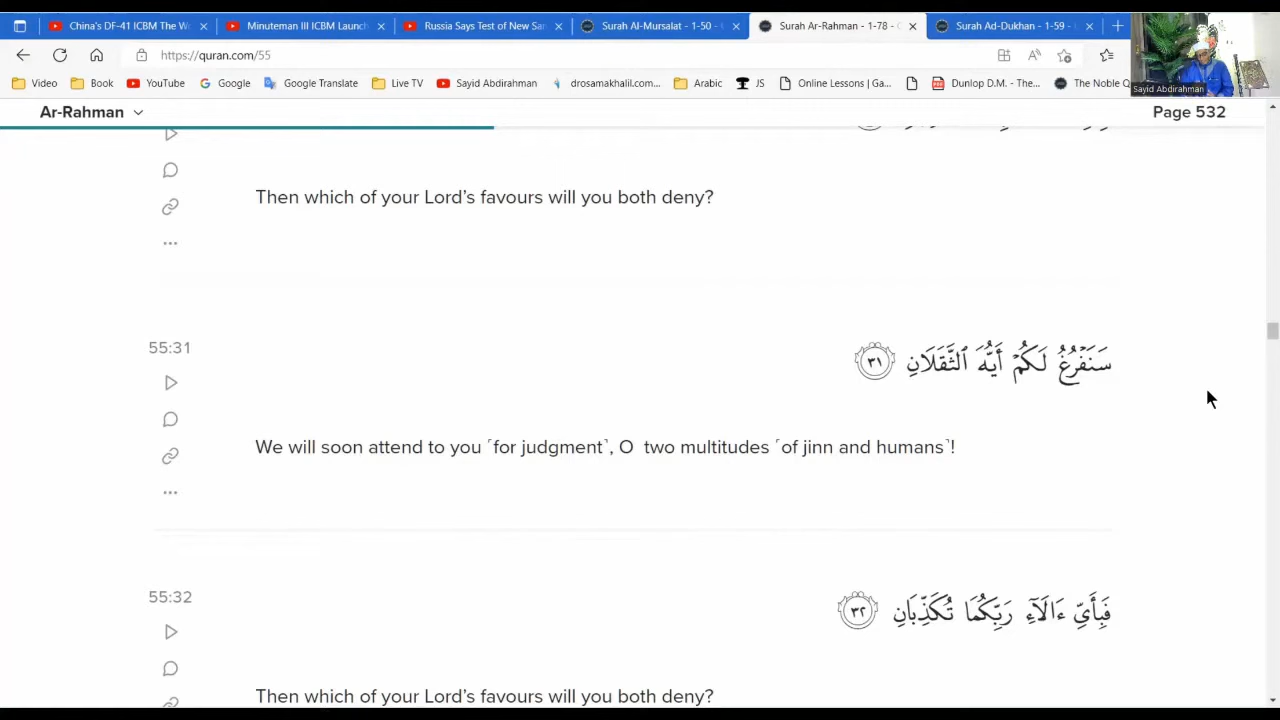 China's DF-41 ICBM The Wo
Minuteman III ICBM Launch
Russia Says Test of New Sar
Surah Al-Mursalat - 1-50 -
Surah Ar-Rahman - 1-78 -
Surah Ad-Dukhan - 1-59 -
https://quran.com/55
Video
Book
YouTube
Google
Google Translate
Live TV
Sayid Abdirahman
drosamakhalil.com...
Arabic
JS
Online Lessons | Ga...
Dunlop D.M. - The...
The Noble Q
Sayid Abdirahman
Ar-Rahman
Page 532
Then which of your Lord's favours will you both deny?
55:31
سَنَفْرُغُ لَكُمْ أَيُّهَ ٱلثَّقَلَانِ ٣١
We will soon attend to you ˹for judgment˺, O two multitudes ˹of jinn and humans˺!
55:32
فَبِأَىِّ ءَالَآءِ رَبِّكُمَا تُكَذِّبَانِ ٣٢
Then which of your Lord's favours will you both deny?